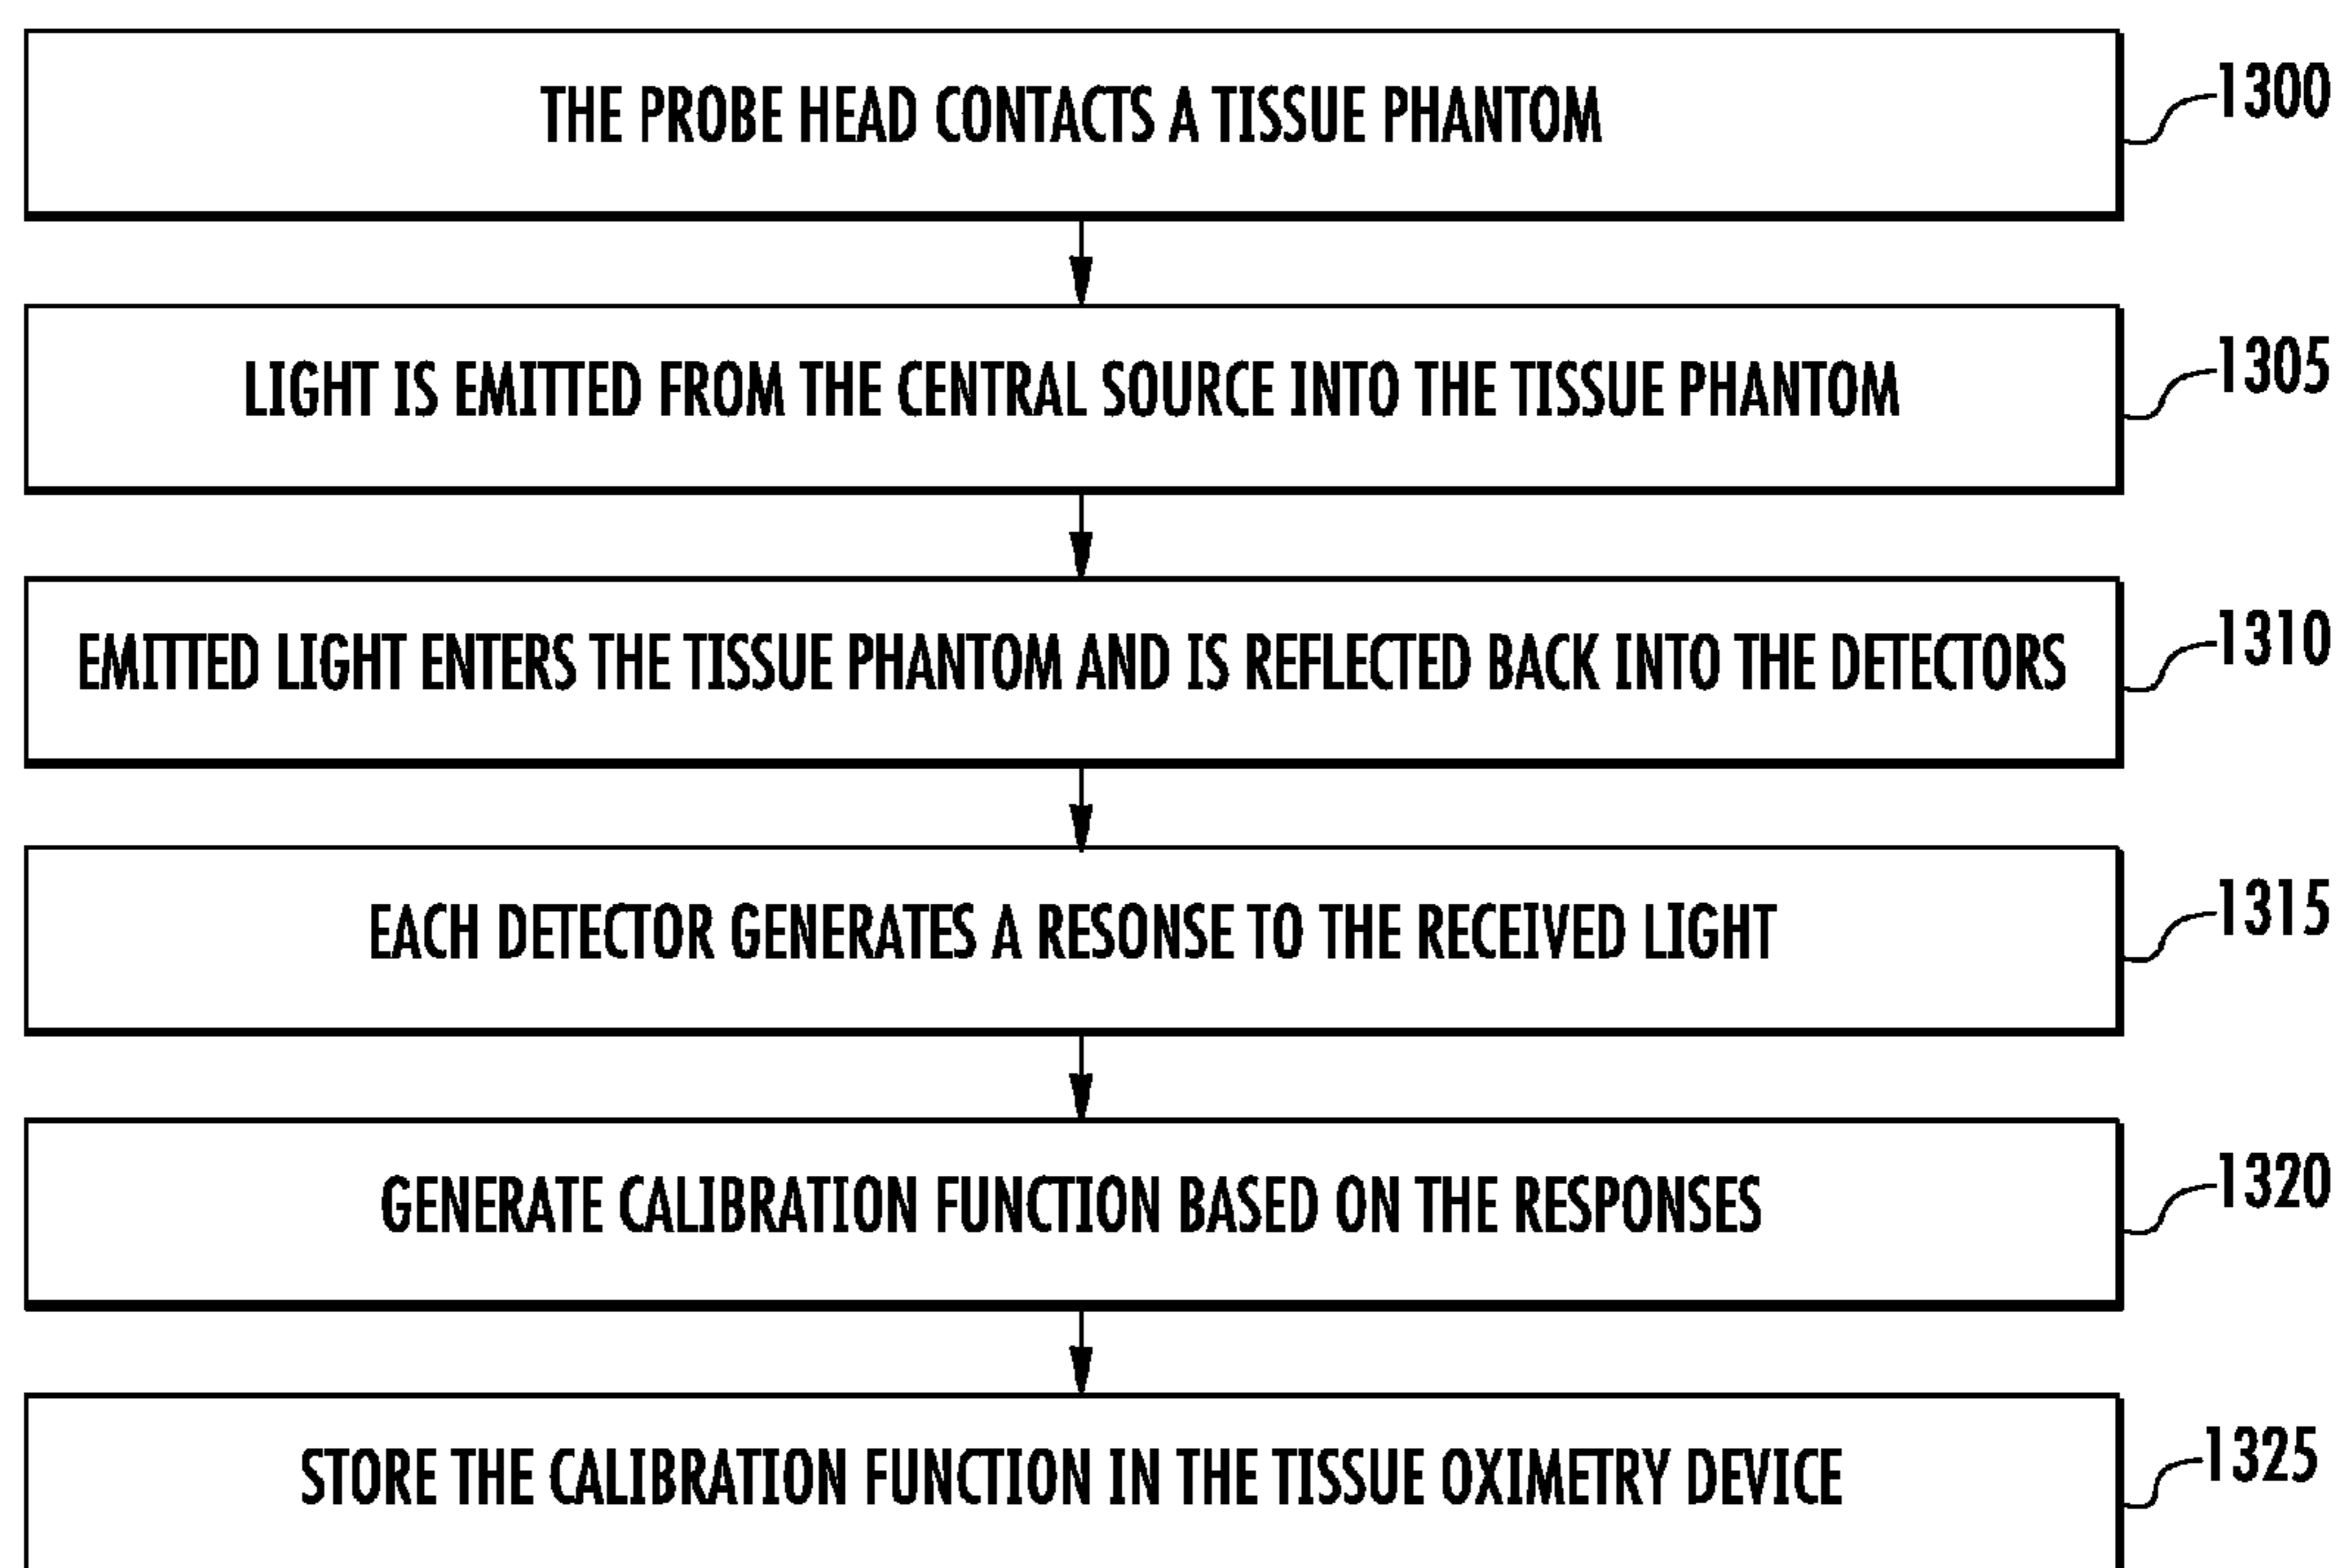 THE PROBE HEAD CONTACTS A TISSUE PHANTOM
1300
LIGHT IS EMITTED FROM THE CENTRAL SOURCE INTO THE TISSUE PHANTOM
1305
EMITTED LIGHT ENTERS THE TISSUE PHANTOM AND IS REFLECTED BACK INTO THE DETECTORS
1310
EACH DETECTOR GENERATES A RESONSE TO THE RECEIVED LIGHT
1315
GENERATE CALIBRATION FUNCTION BASED ON THE RESPONSES
1320
STORE THE CALIBRATION FUNCTION IN THE TISSUE OXIMETRY DEVICE
1325